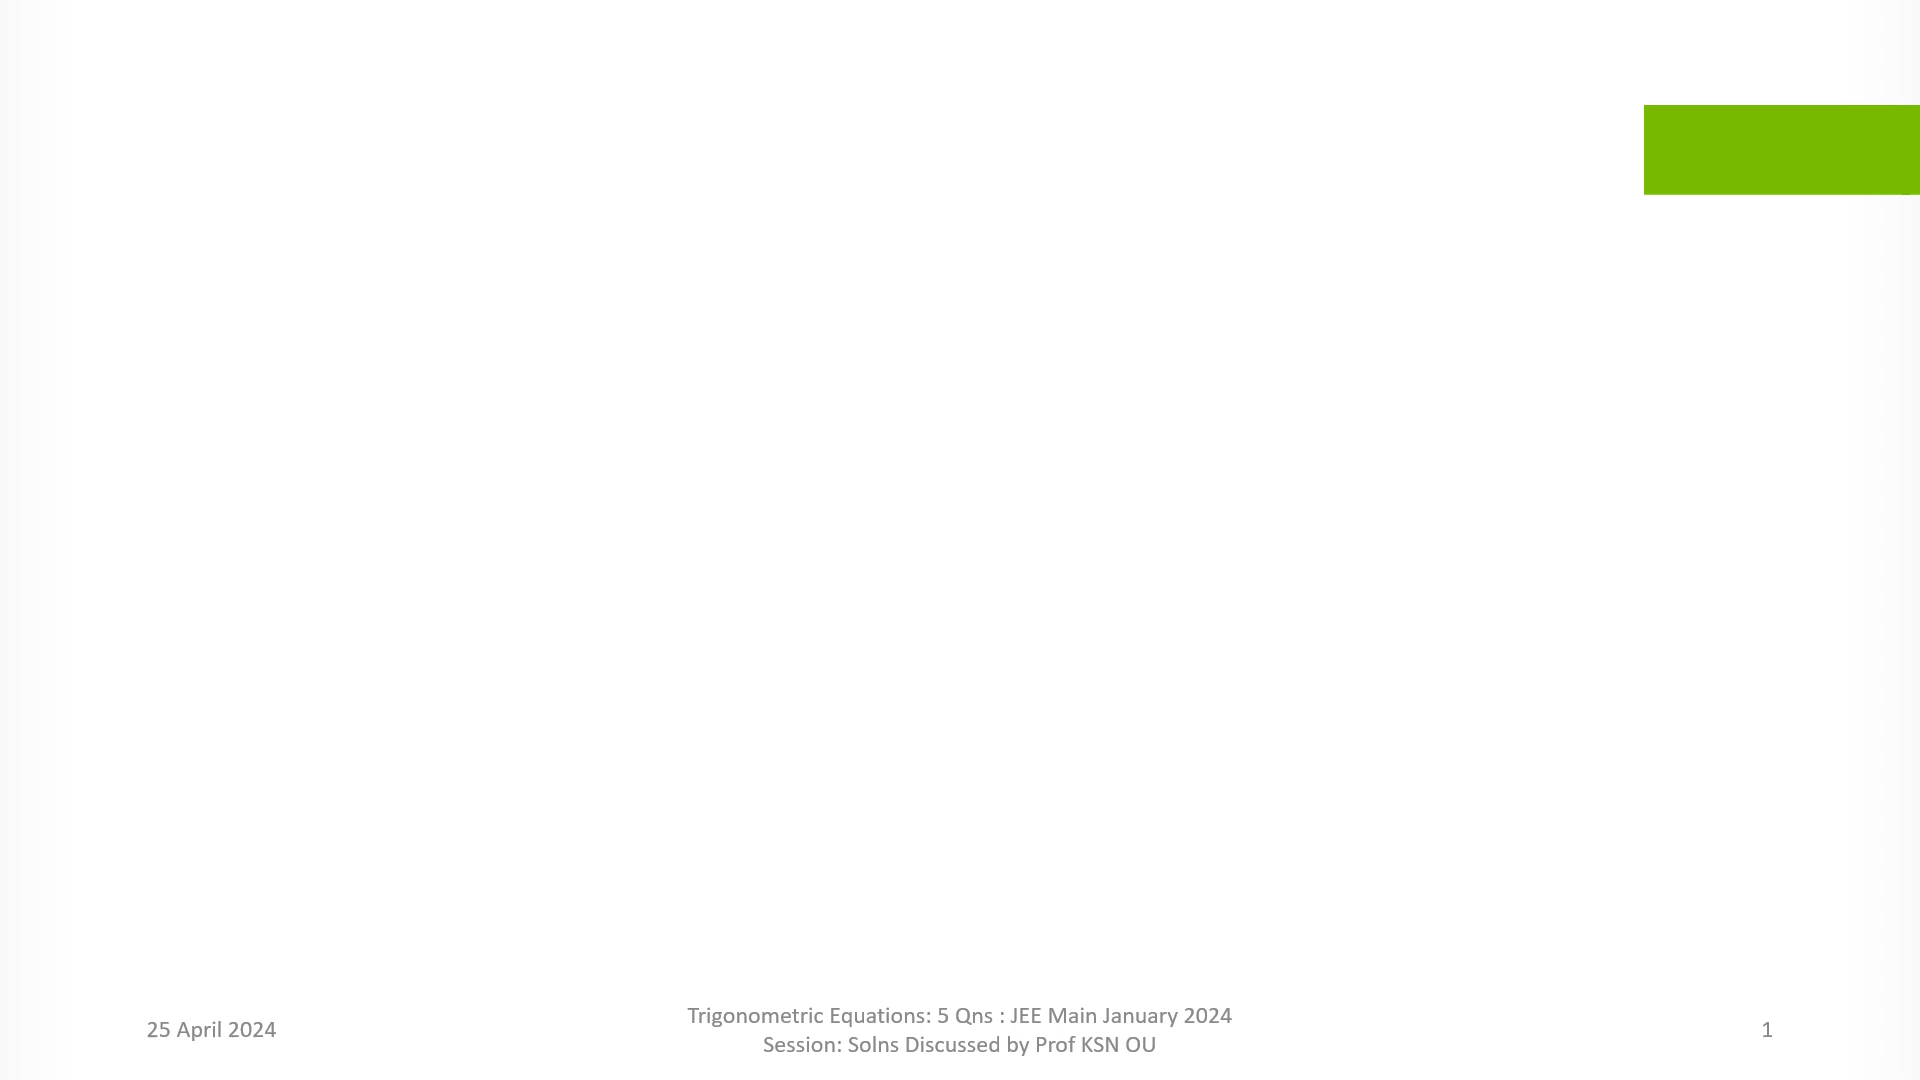 25 April 2024
Trigonometric Equations: 5 Qns : JEE Main January 2024
Session: Solns Discussed by Prof KSN OU
1